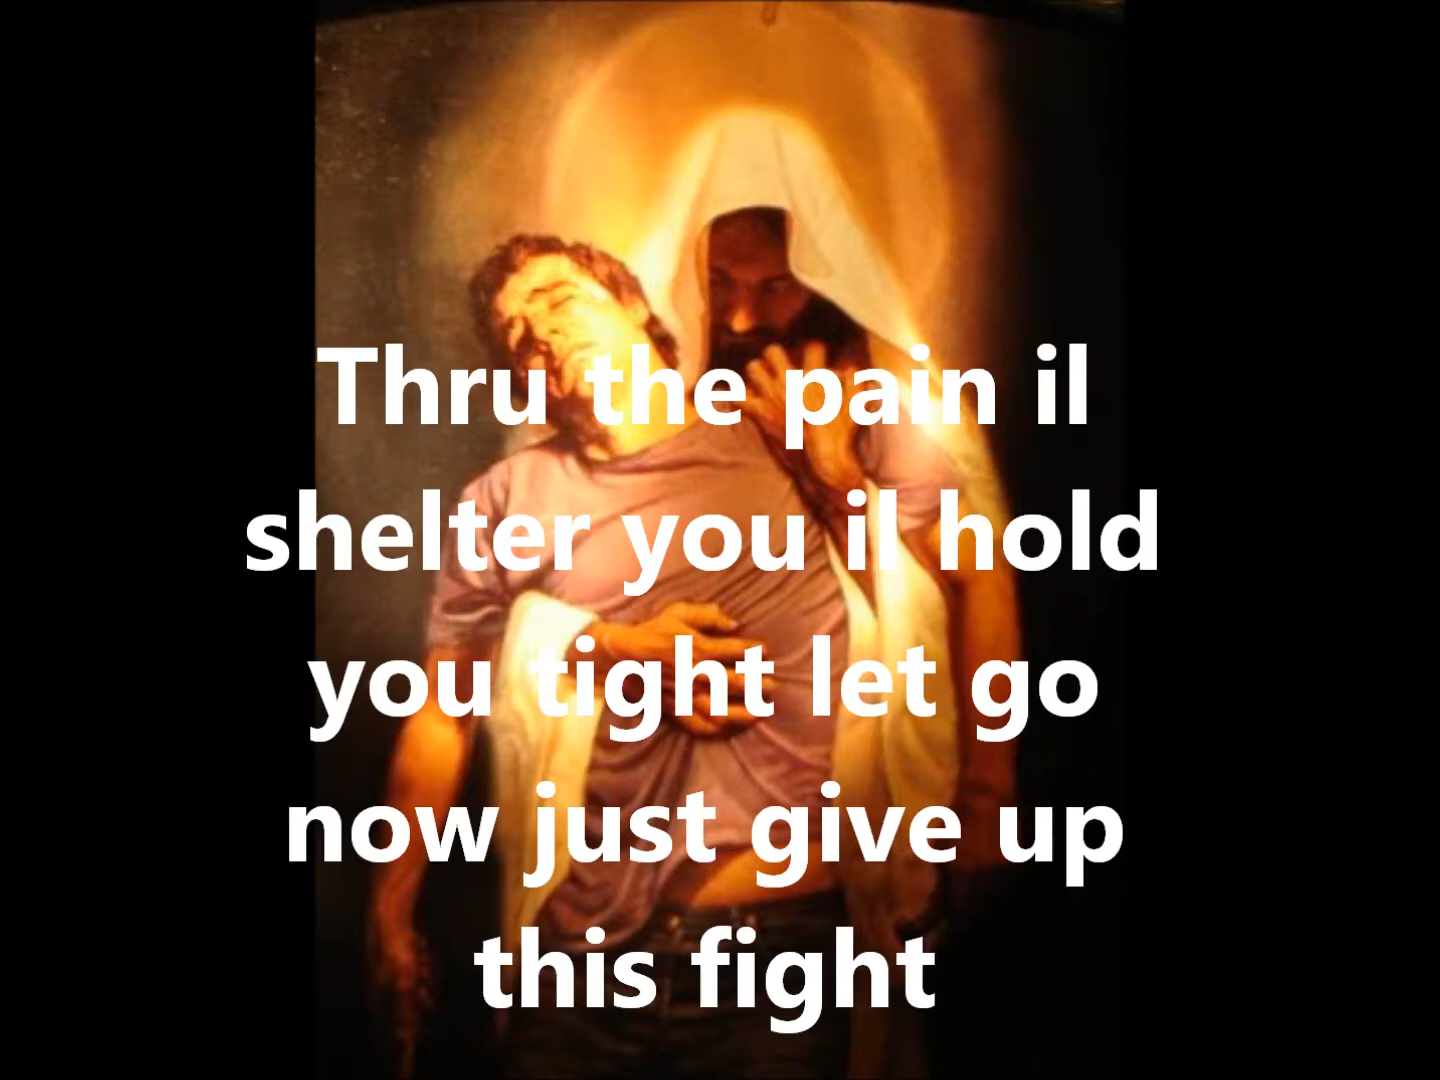 Thru the pain il
shelter you il hold
you tight let go
now just give up
this fight